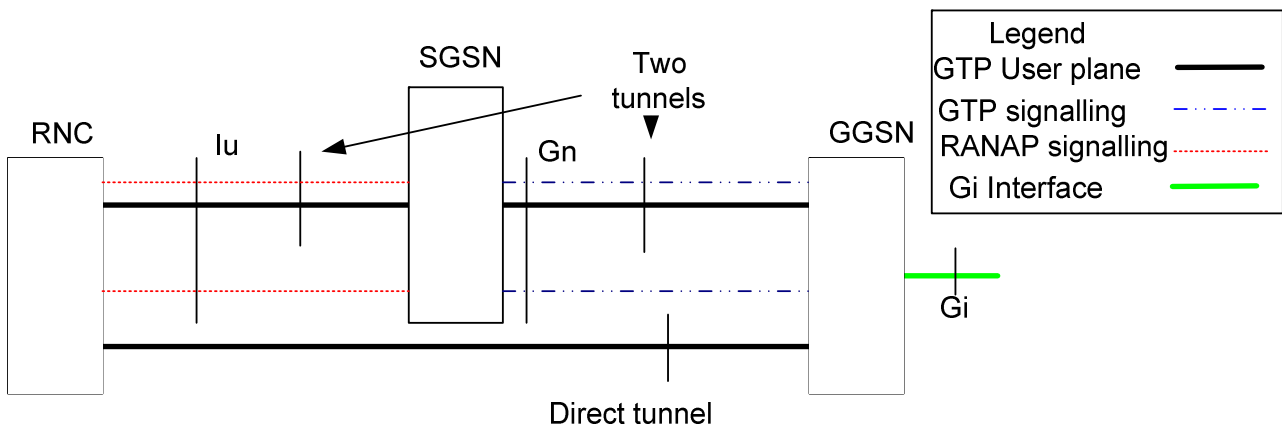 Legend
GTP User plane
GTP signalling
RANAP signalling
Gi Interface
SGSN
Two
tunnels
RNC
Iu
Gn
GGSN
Gi
Direct tunnel